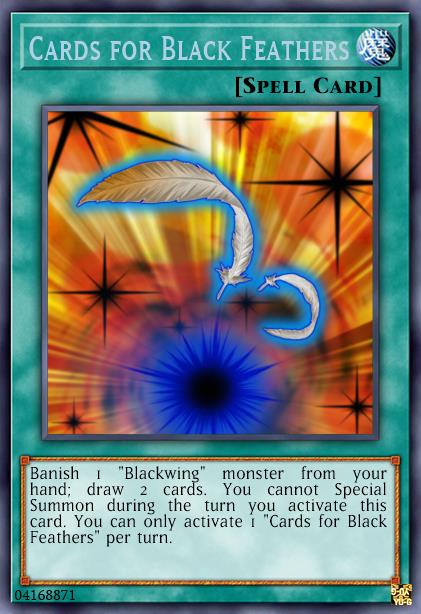 CARDS FOR BLACK FEATHERS
魔
[SPELL CARD]
Banish 1 "Blackwing" monster from your
hand; draw 2 cards. You cannot Special
Summon during the turn you activate this
card. You can only activate 1 "Cards for Black
Feathers" per turn.
04168871